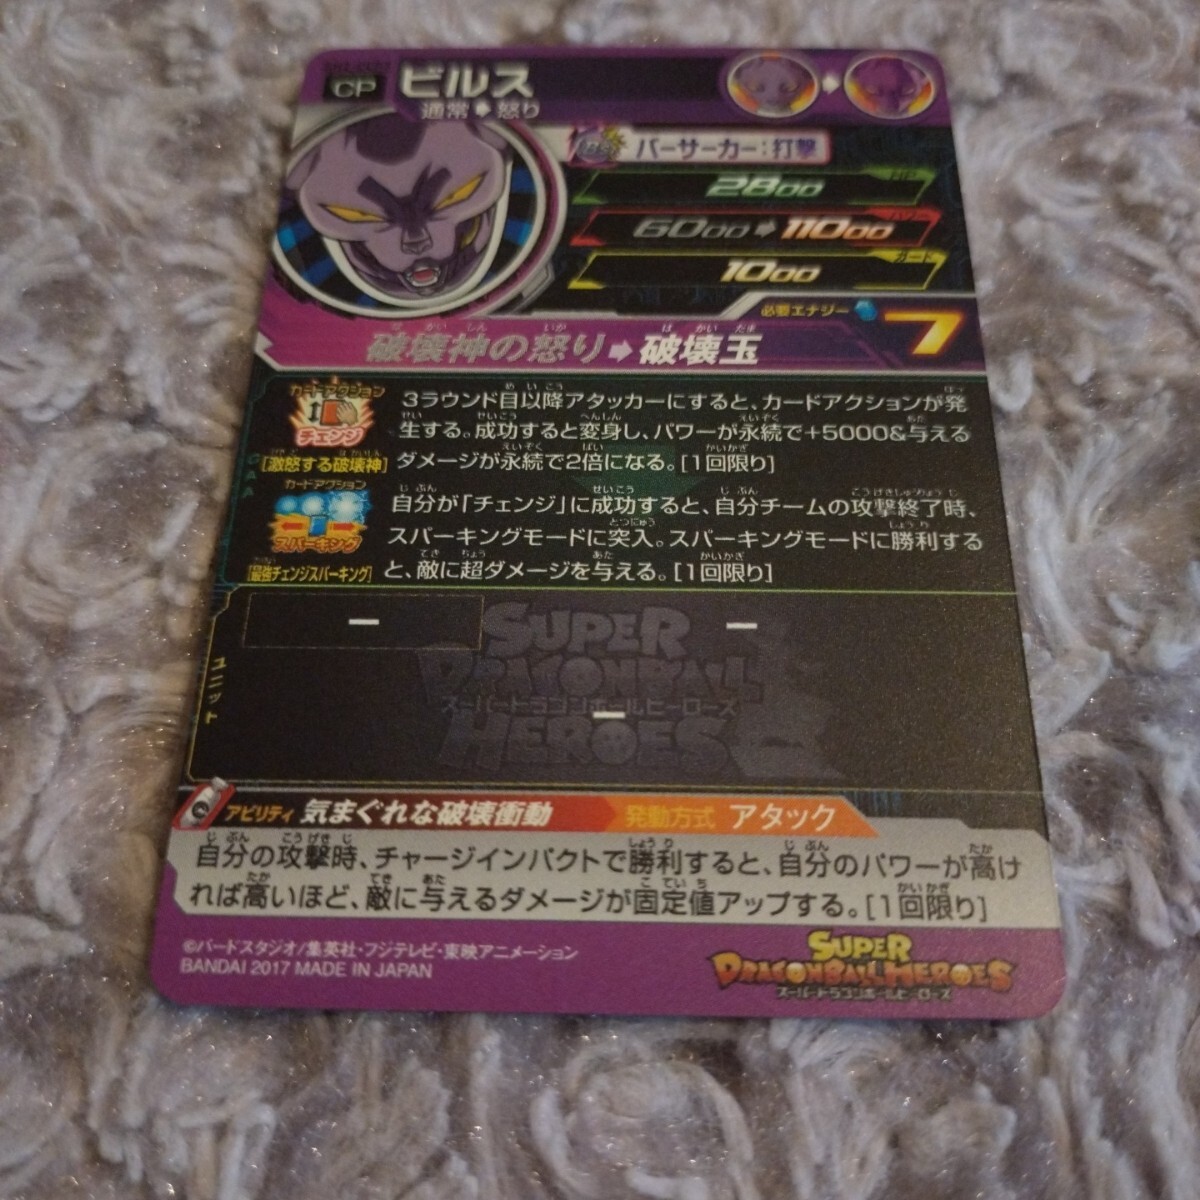 CP ビルス
通常➡怒り
バーサーカー:打撃
2800
パワー
6000➡11000
ガード
1000
必要エナジー 7
破壊神の怒り➡破壊玉
カードアクション
チェンジ
[激怒する破壊神]
3ラウンド目以降アタッカーにすると、カードアクションが発
生する。成功すると変身し、パワーが永続で+5000&与える
ダメージが永続で2倍になる。[1回限り]
カードアクション
スパーキング
[最強チェンジスパーキング]
自分が「チェンジ」に成功すると、自分チームの攻撃終了時、
スパーキングモードに突入。スパーキングモードに勝利する
と、敵に超ダメージを与える。[1回限り]
CAA
ユニット
ー
ー
ー
SUPER
DRAGONBALL
スーパードラゴンボールヒーローズ
HEROES
アビリティ 気まぐれな破壊衝動 発動方式 アタック
自分の攻撃時、チャージインパクトで勝利すると、自分のパワーが高け
れば高いほど、敵に与えるダメージが固定値アップする。[1回限り]
©バードスタジオ/集英社・フジテレビ・東映アニメーション
BANDAI 2017 MADE IN JAPAN
SUPER
DRAGONBALL HEROES
スーパードラゴンボールヒーローズ